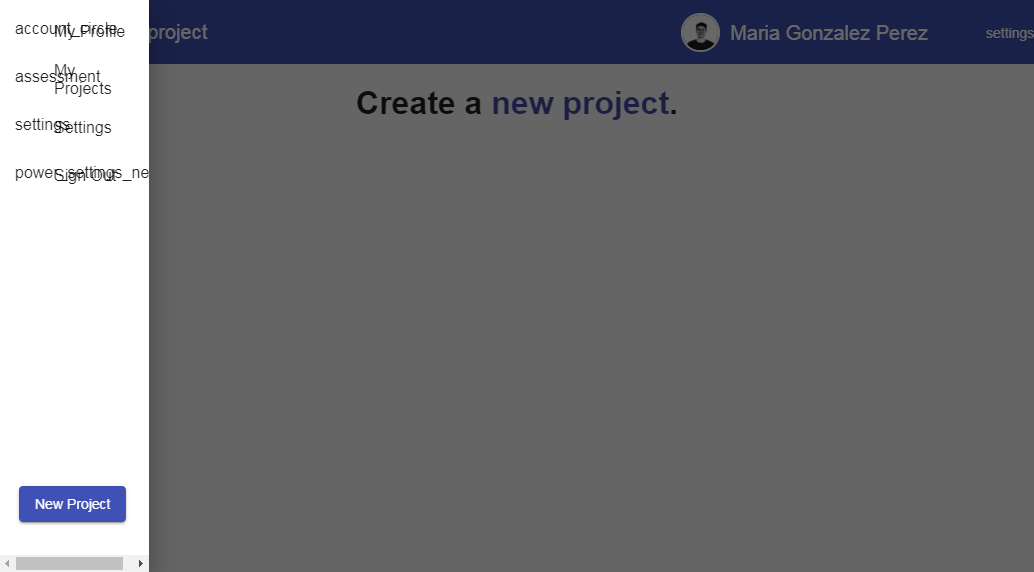 account_circle
My Profile
project
Maria Gonzalez Perez
settings
assessment
My
Projects
Create a new project.
settings
Settings
power_settings_ne
Sign Out
New Project